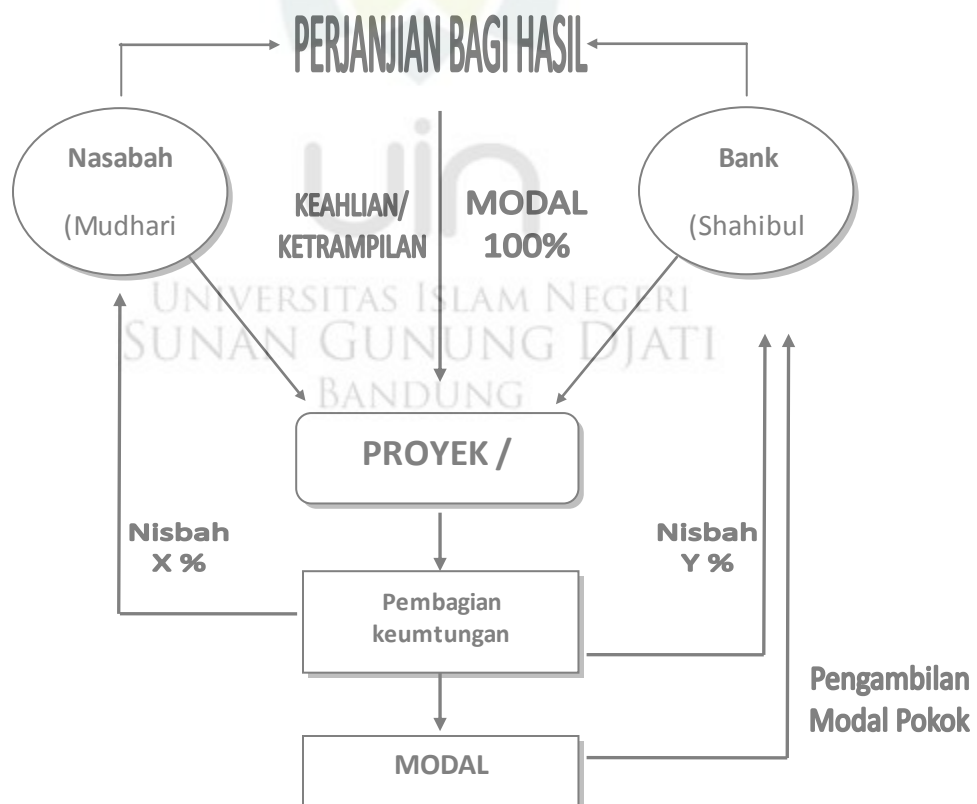 PERJANJIAN BAGI HASIL
Nasabah
(Mudhari
Bank
(Shahibul
KEAHLIAN/
KETRAMPILAN
MODAL
100%
uin
UNIVERSITAS ISLAM NEGERI
SUNAN GUNUNG DJATI
BANDUNG
PROYEK /
Nisbah
X %
Nisbah
Y %
Pembagian
keumtungan
Pengambilan
Modal Pokok
MODAL